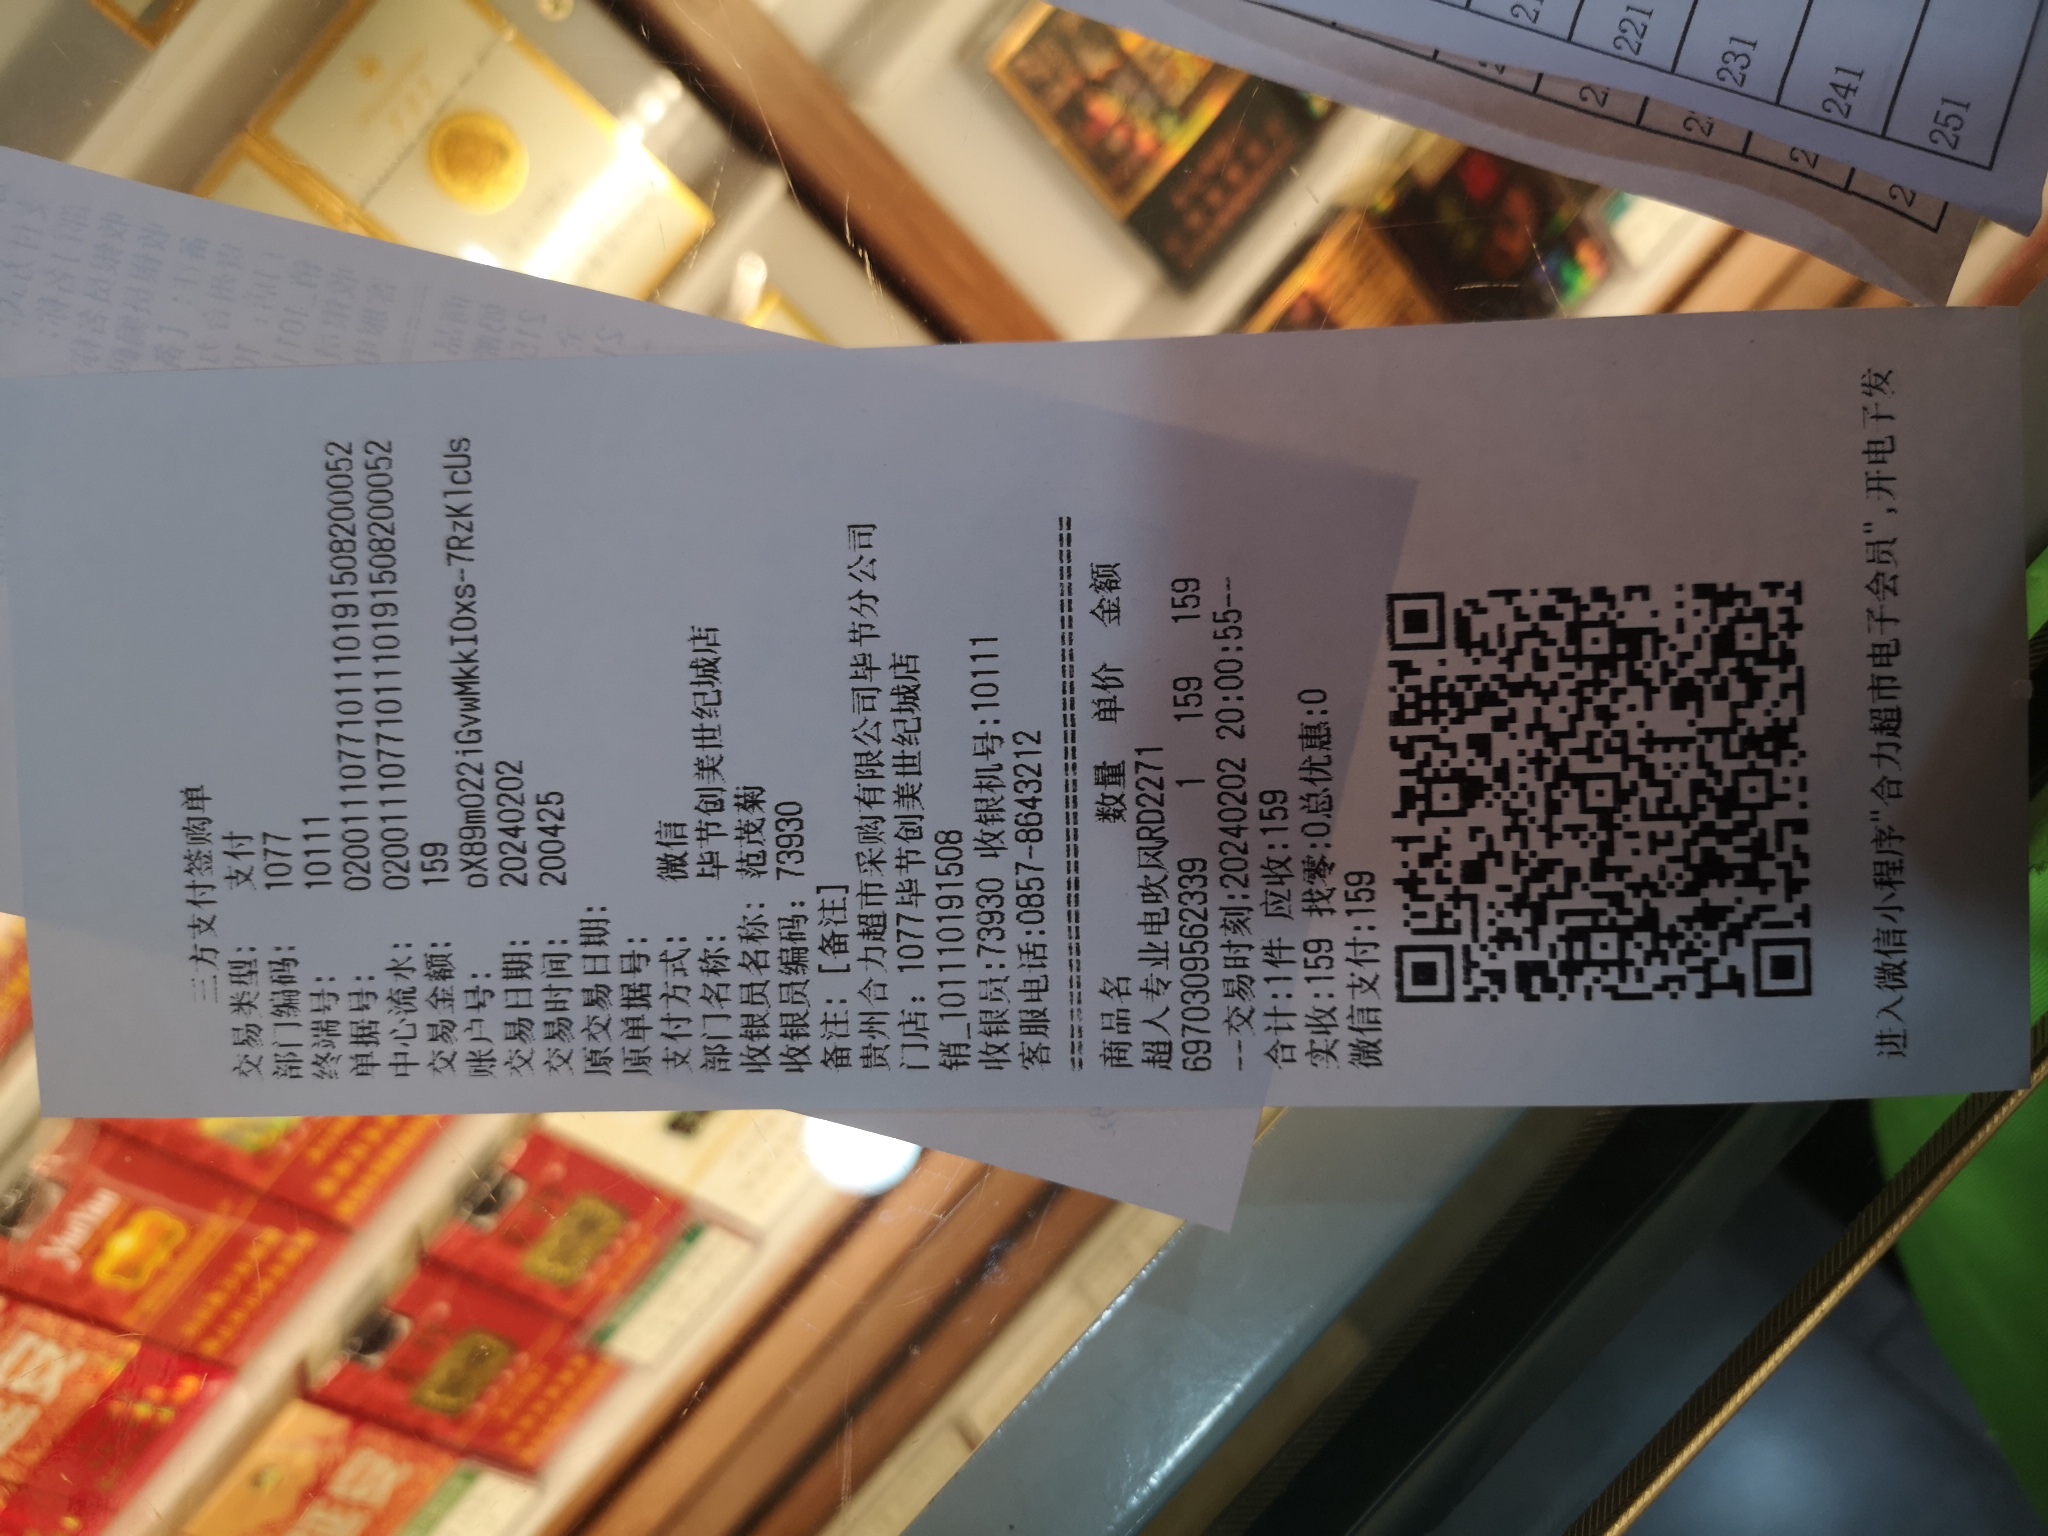 三方支付签购单
交易类型： 支付
部门编码： 1077
终端号： 10111
单据号： 0200111077101111019150820052
中心流水： 0200111077101111019150820052
交易金额： 159
账户号： oX89mO22iGvwMKkIOxs-7RzKlcUs
交易日期： 20240202
交易时间： 200425
原交易日期：
原单据号：
支付方式： 微信
部门名称： 毕节创美世纪城店
收银员名称： 范茂菊
收银员编码： 73930
备注： [备注]
贵州合力超市采购有限公司毕节分公司
门店： 1077毕节创美世纪城店
销_1011110191508
收银员:73930 收银机号:10111
客服电话:0857-8643212
商品名 数量 单价 金额
超人专业电吹风RD2271
6970309562339 1 159 159
--交易时刻:20240202 20:00:55--
合计:1件 应收:159
实收:159 找零:0总优惠:0
微信支付:159
进入微信小程序"合力超市电子会员",开电子发
221
231
241
251